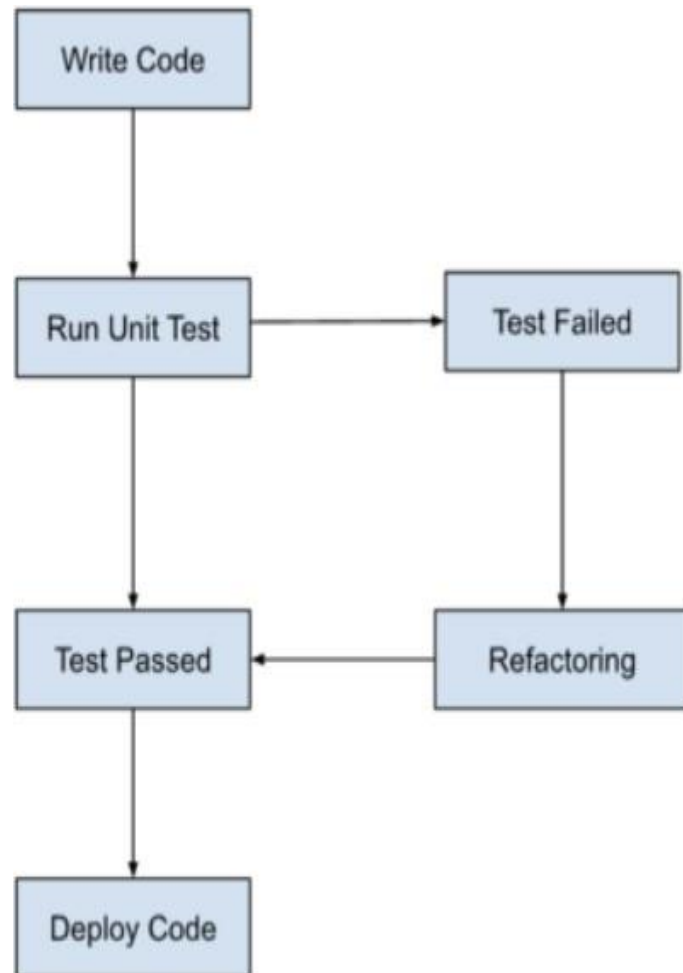 Write Code
Run Unit Test
Test Failed
Test Passed
Refactoring
Deploy Code